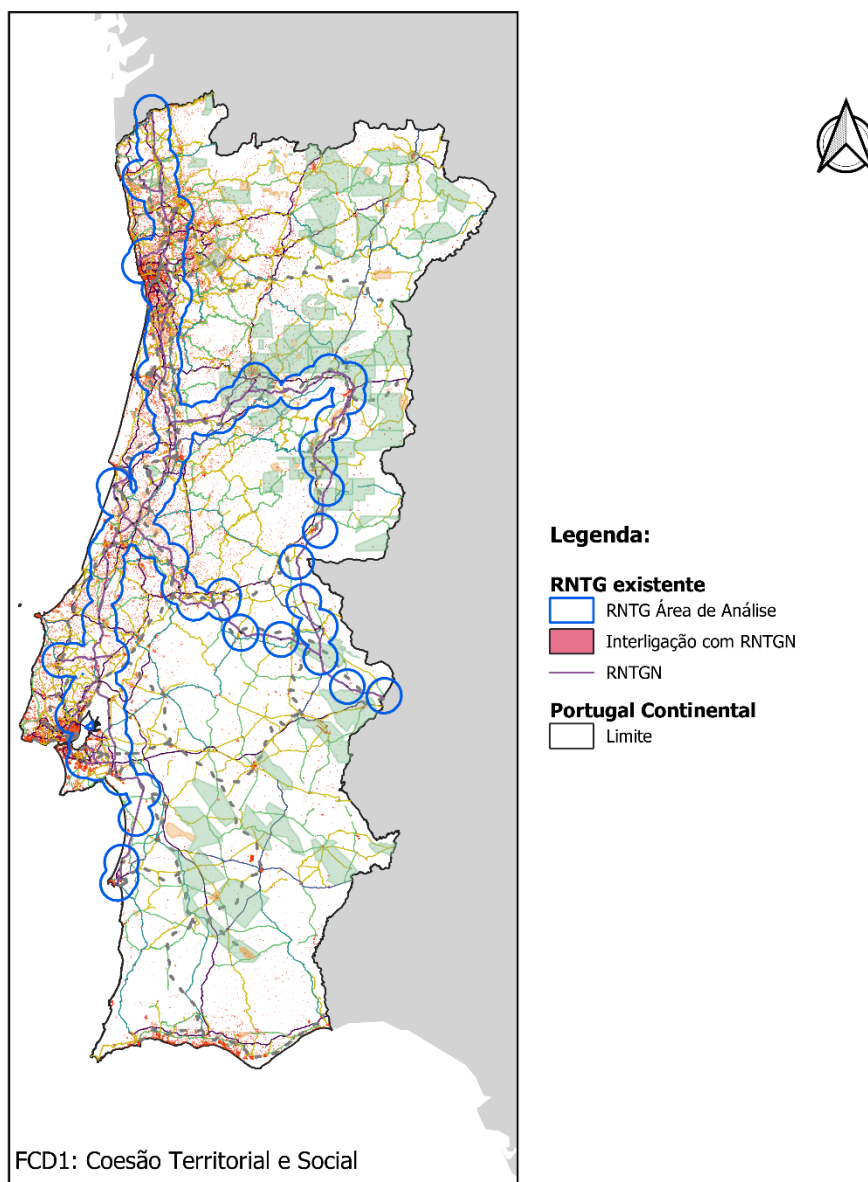 Legenda:
RNTG existente
RNTG Área de Análise
Interligação com RNTGN
RNTGN
Portugal Continental
Limite
FCD1: Coesão Territorial e Social